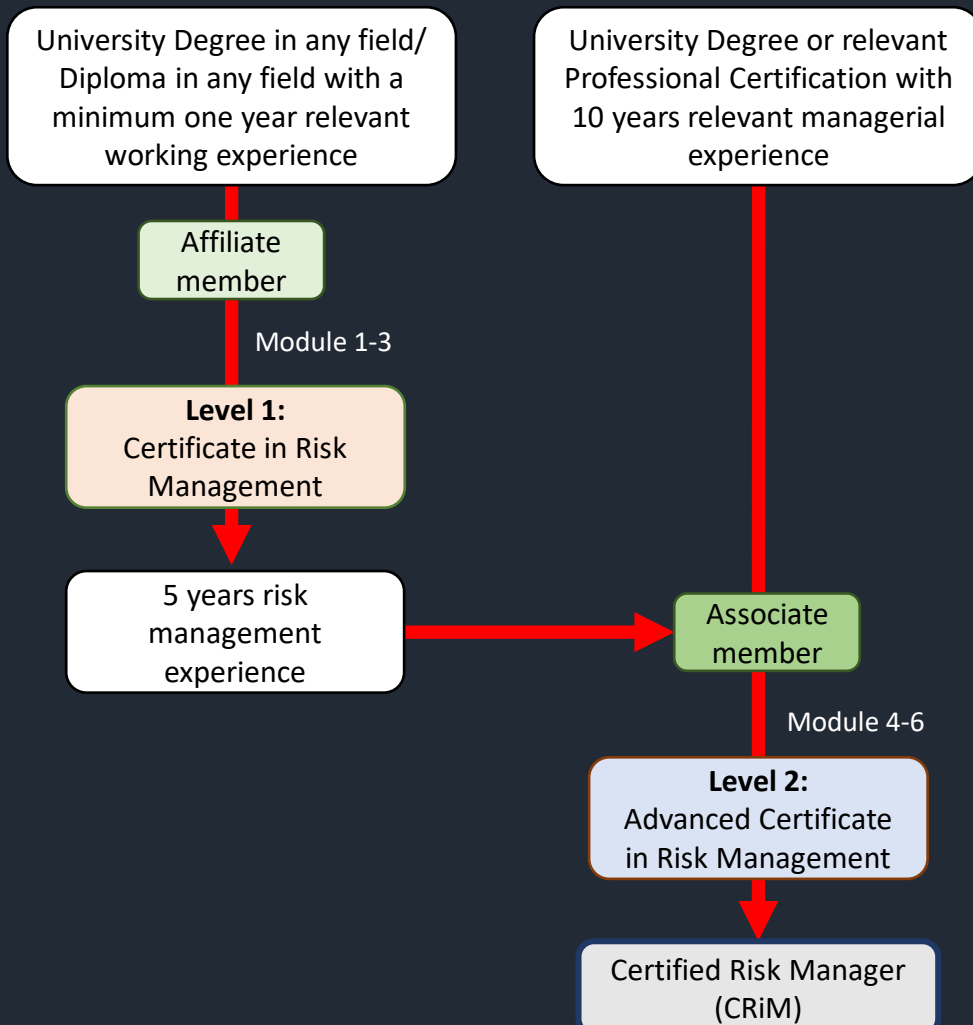 University Degree in any field/
Diploma in any field with a
minimum one year relevant
working experience
University Degree or relevant
Professional Certification with
10 years relevant managerial
experience
Affiliate
member
Module 1-3
Level 1:
Certificate in Risk
Management
5 years risk
management
experience
Associate
member
Module 4-6
Level 2:
Advanced Certificate
in Risk Management
Certified Risk Manager
(CRiM)